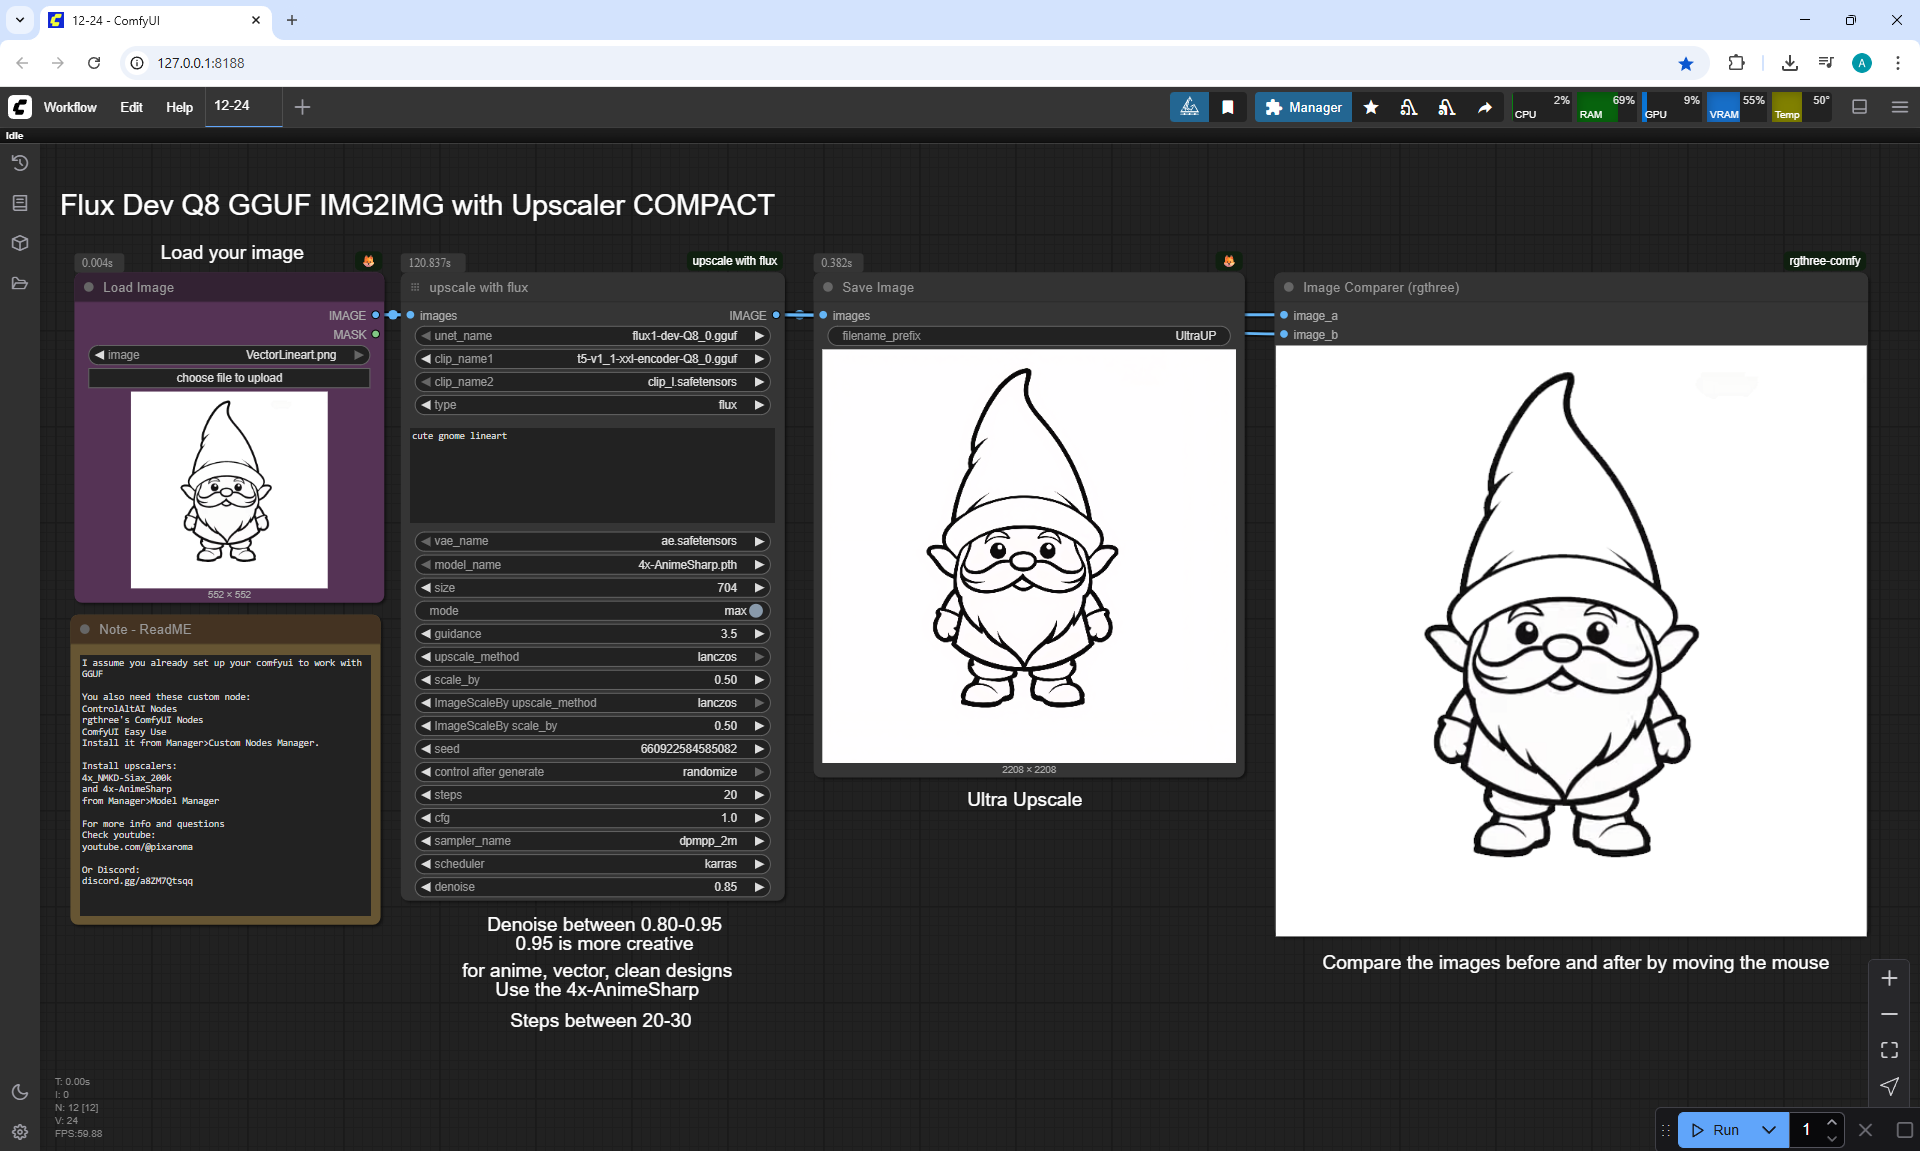 12-24 - ComfyUI
127.0.0.1:8188
A
Workflow Edit Help 12-24
Manager
CPU 2%
RAM 69%
GPU 9%
VRAM 55%
Temp 50°
Idle
Flux Dev Q8 GGUF IMG2IMG with Upscaler COMPACT
Load your image
0.004s
Load Image
IMAGE
MASK
image VectorLineart.png
choose file to upload
552 × 552
Note - ReadME
I assume you already set up your comfyui to work with
GGUF
You also need these custom node:
ControlAltAI Nodes
rgthree's ComfyUI Nodes
ComfyUI Easy Use
Install it from Manager>Custom Nodes Manager.
Install upscalers:
4x_NMKD-Siax_200k
and 4x-AnimeSharp
from Manager>Model Manager
For more info and questions
Check youtube:
youtube.com/@pixaroma
Or Discord:
discord.gg/a8ZM7Qtsqq
120.837s
upscale with flux
upscale with flux
images IMAGE
unet_name flux1-dev-Q8_0.gguf
clip_name1 t5-v1_1-xxl-encoder-Q8_0.gguf
clip_name2 clip_l.safetensors
type flux
cute gnome lineart
vae_name ae.safetensors
model_name 4x-AnimeSharp.pth
size 704
mode max
guidance 3.5
upscale_method lanczos
scale_by 0.50
ImageScaleBy upscale_method lanczos
ImageScaleBy scale_by 0.50
seed 660922584585082
control after generate randomize
steps 20
cfg 1.0
sampler_name dpmpp_2m
scheduler karras
denoise 0.85
Denoise between 0.80-0.95
0.95 is more creative
for anime, vector, clean designs
Use the 4x-AnimeSharp
Steps between 20-30
0.382s
Save Image
images
filename_prefix UltraUP
2208 × 2208
Ultra Upscale
rgthree-comfy
Image Comparer (rgthree)
image_a
image_b
Compare the images before and after by moving the mouse
T: 0.00s
I: 0
N: 12 [12]
V: 24
FPS:59.88
Run 1